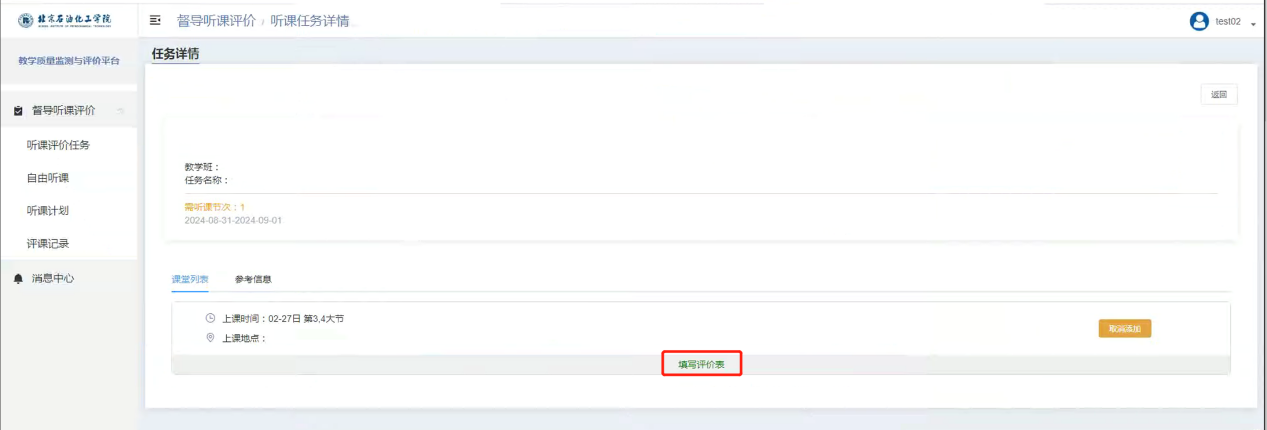 北京石油化工学院
督导听课评价 / 听课任务详情
test02
教学质量监测与评价平台
任务详情
返回
督导听课评价
听课评价任务
自由听课
听课计划
评课记录
消息中心
教学班：
任务名称：
需听课节次：1
2024-08-31-2024-09-01
课堂列表
参考信息
上课时间：02-27日 第3,4大节
上课地点：
取消添加
填写评价表